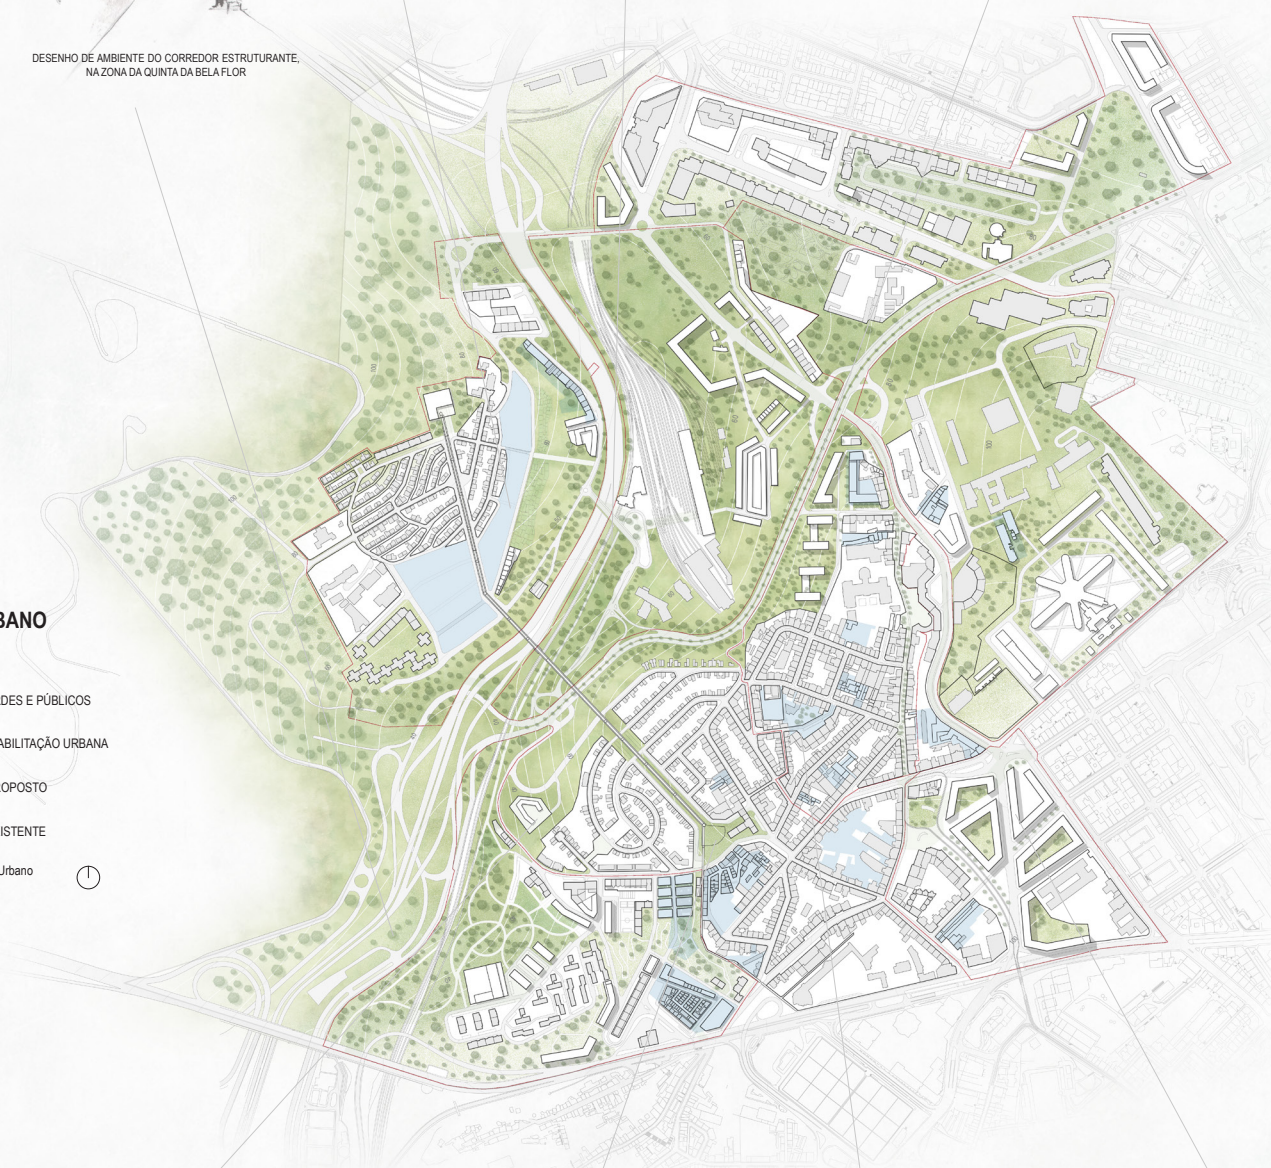 DESENHO DE AMBIENTE DO CORREDOR ESTRUTURANTE,
NA ZONA DA QUINTA DA BELA FLOR
BANO
DES E PÚBLICOS
ABILITAÇÃO URBANA
OPOSTO
ISTENTE
Urbano